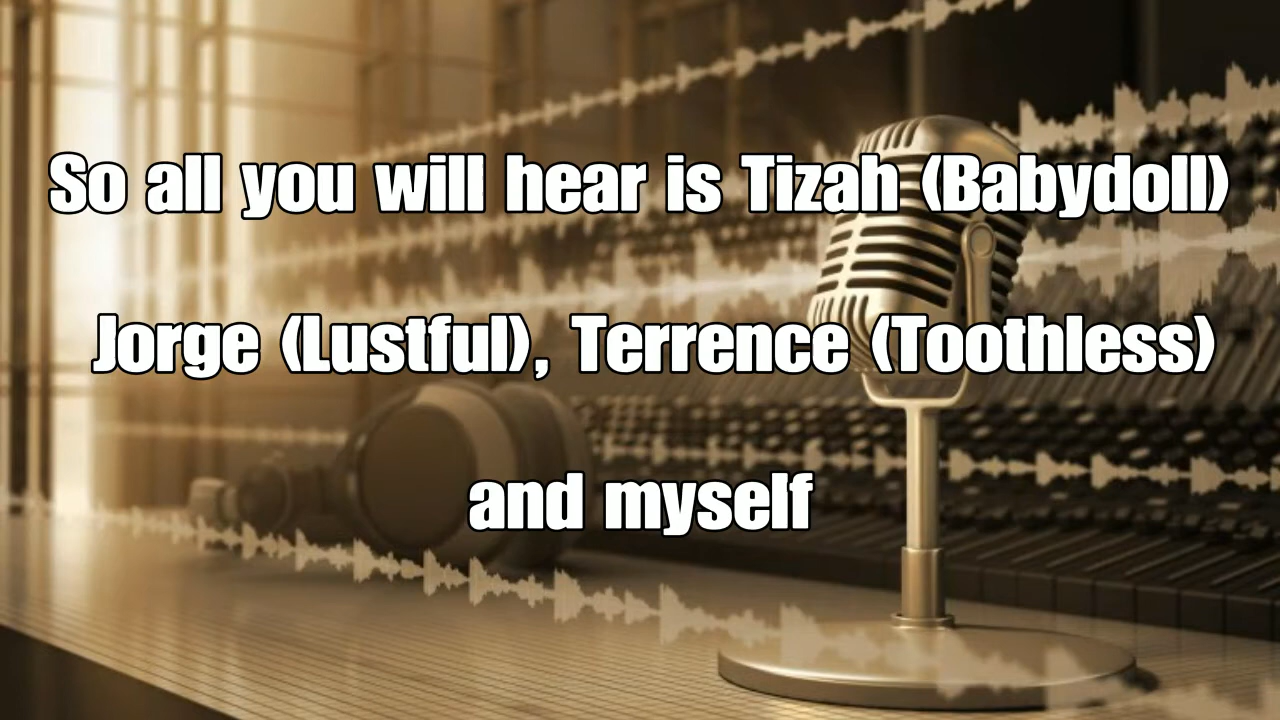 So all you will hear is Tizah (Babydoll)
Jorge (Lustful), Terrence (Toothless)
and myself